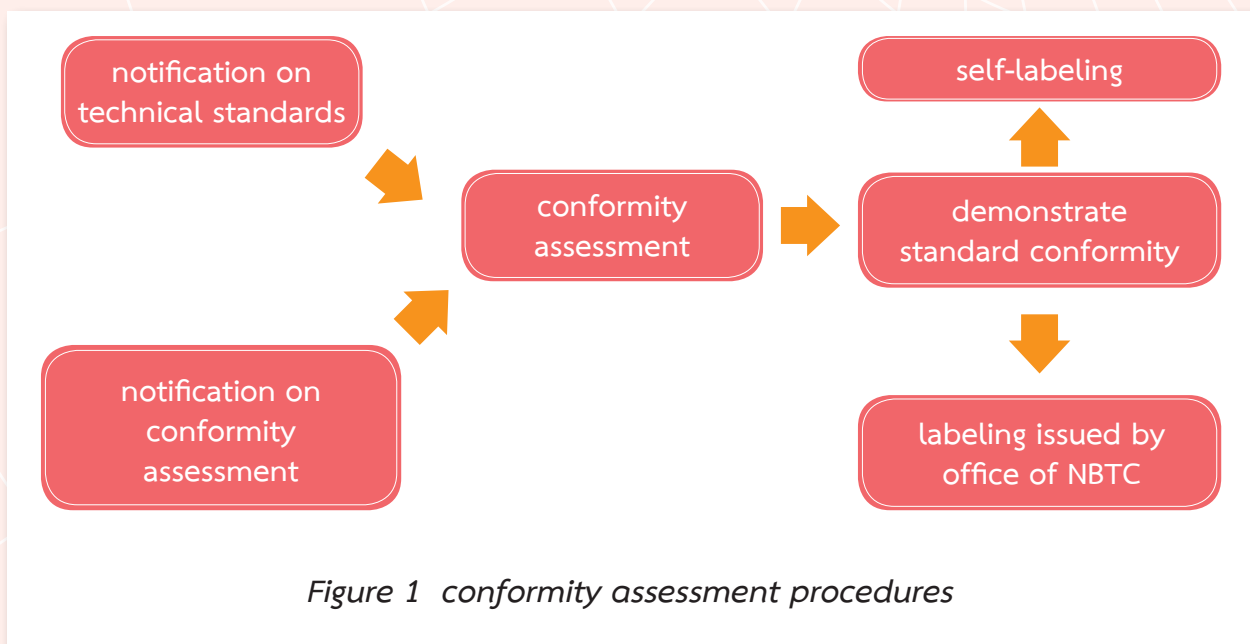 notification on
technical standards
notification on
conformity
assessment
conformity
assessment
self-labeling
demonstrate
standard conformity
labeling issued by
office of NBTC
Figure 1 conformity assessment procedures